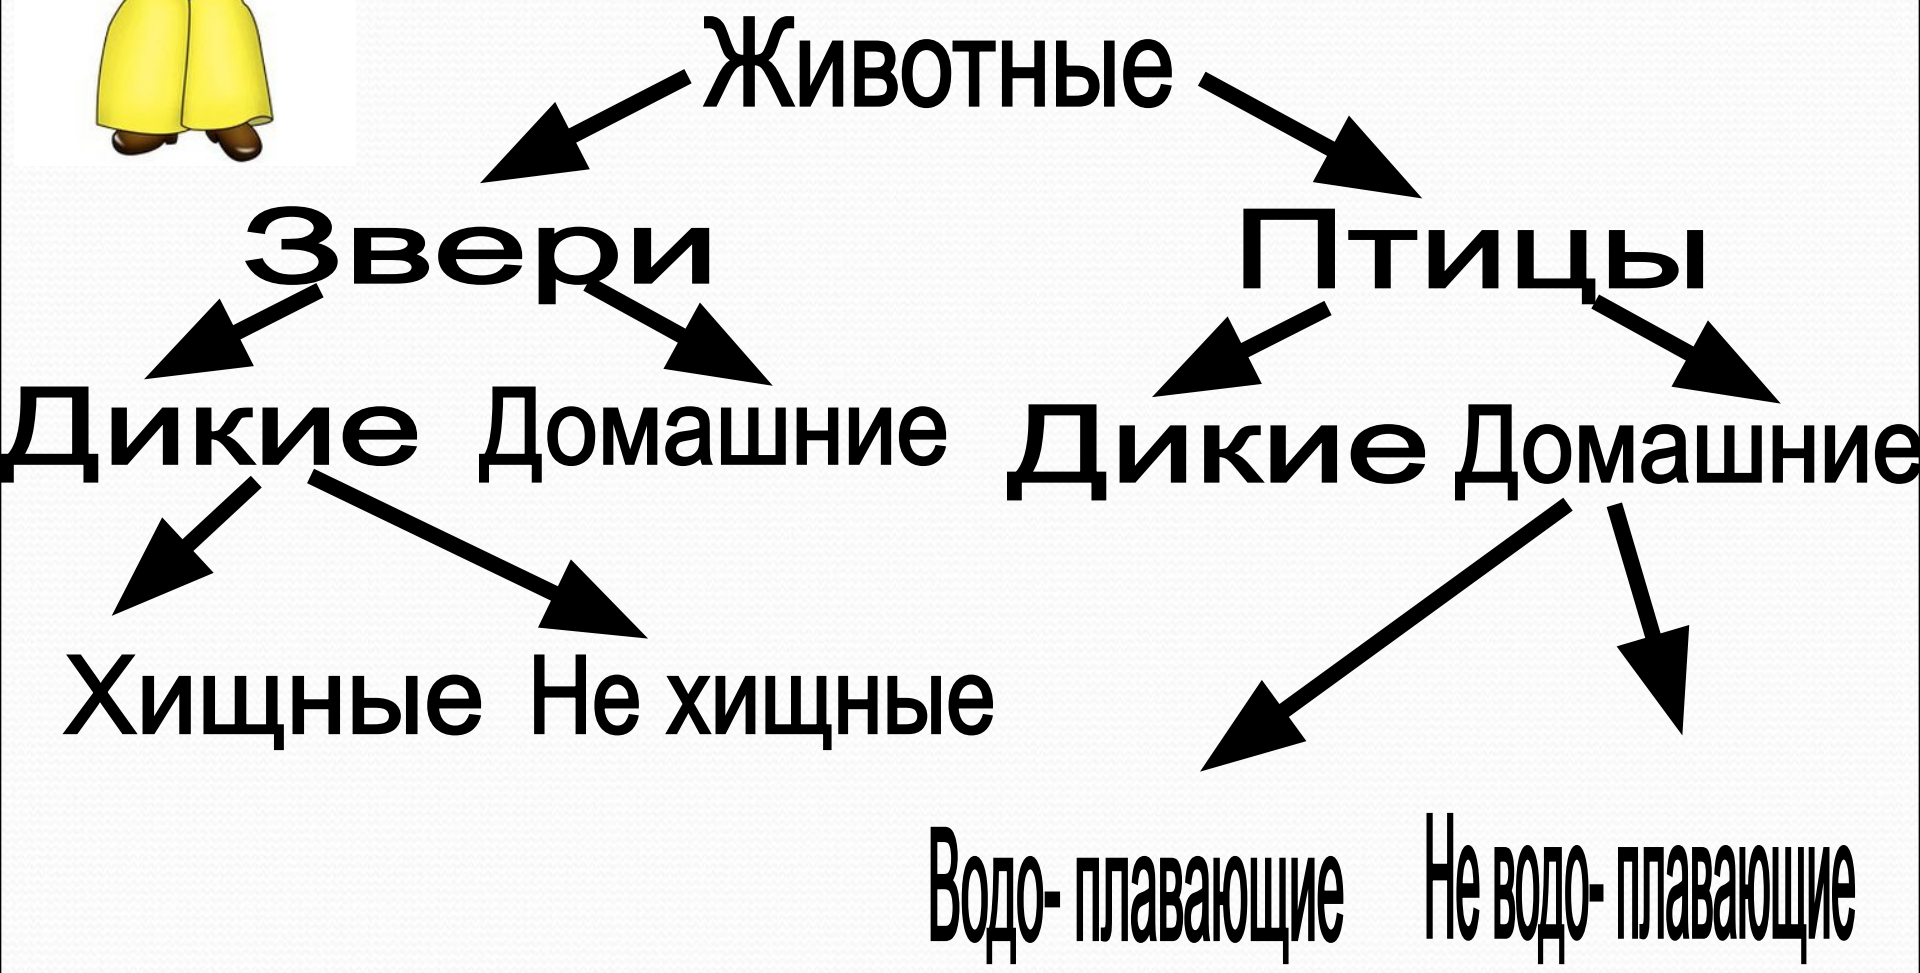 Животные
Звери Птицы
Дикие Домашние Дикие Домашние
Хищные Не хищные
Водо- плавающие Не водо- плавающие